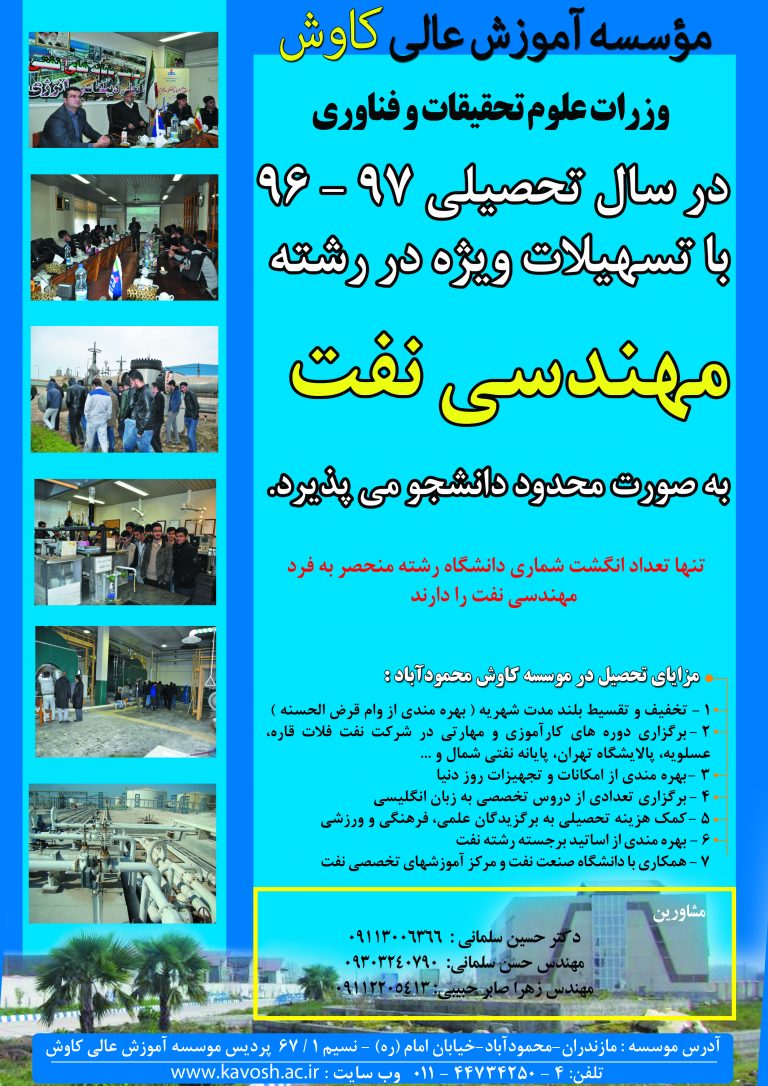 مؤسسه آموزش عالی کاوش
وزرات علوم تحقیقات و فناوری
در سال تحصیلی ۹۷ - ۹۶
با تسهیلات ویژه در رشته
مهندسی نفت
به صورت محدود دانشجو می پذیرد.
تنها تعداد انگشت شماری دانشگاه رشته منحصر به فرد
مهندسی نفت را دارند
مزایای تحصیل در موسسه کاوش محمودآباد :
۱ - تخفیف و تقسیط بلند مدت شهریه ( بهره مندی از وام قرض الحسنه )
۲ - برگزاری دوره های کارآموزی و مهارتی در شرکت نفت فلات قاره،
عسلویه، پالایشگاه تهران، پایانه نفتی شمال و ...
۳ -بهره مندی از امکانات و تجهیزات روز دنیا
۴ - برگزاری تعدادی از دروس تخصصی به زبان انگلیسی
۵ - کمک هزینه تحصیلی به برگزیدگان علمی، فرهنگی و ورزشی
۶ - بهره مندی از اساتید برجسته رشته نفت
۷ - همکاری با دانشگاه صنعت نفت و مرکز آموزشهای تخصصی نفت
مشاورین
دکتر حسین سلمانی : ۰۹۱۱۳۰۰۶۳۶۶
مهندس حسن سلمانی: ۰۹۳۰۳۲۴۰۷۹۰
مهندس زهرا صابر حبیبی: ۰۹۱۱۲۲۰۵۴۱۳
آدرس موسسه : مازندران-محمودآباد-خیابان امام (ره) - نسیم ۱ / ۶۷ پردیس موسسه آموزش عالی کاوش
تلفن: ۴ - ۴۴۷۳۴۲۵۰ - ۰۱۱ وب سایت : www.kavosh.ac.ir